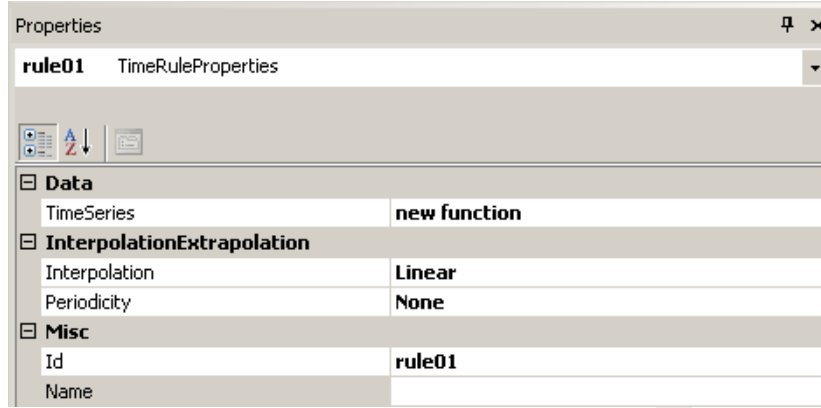 Properties
rule01 TimeRuleProperties
Data
TimeSeries new function
InterpolationExtrapolation
Interpolation Linear
Periodicity None
Misc
Id rule01
Name